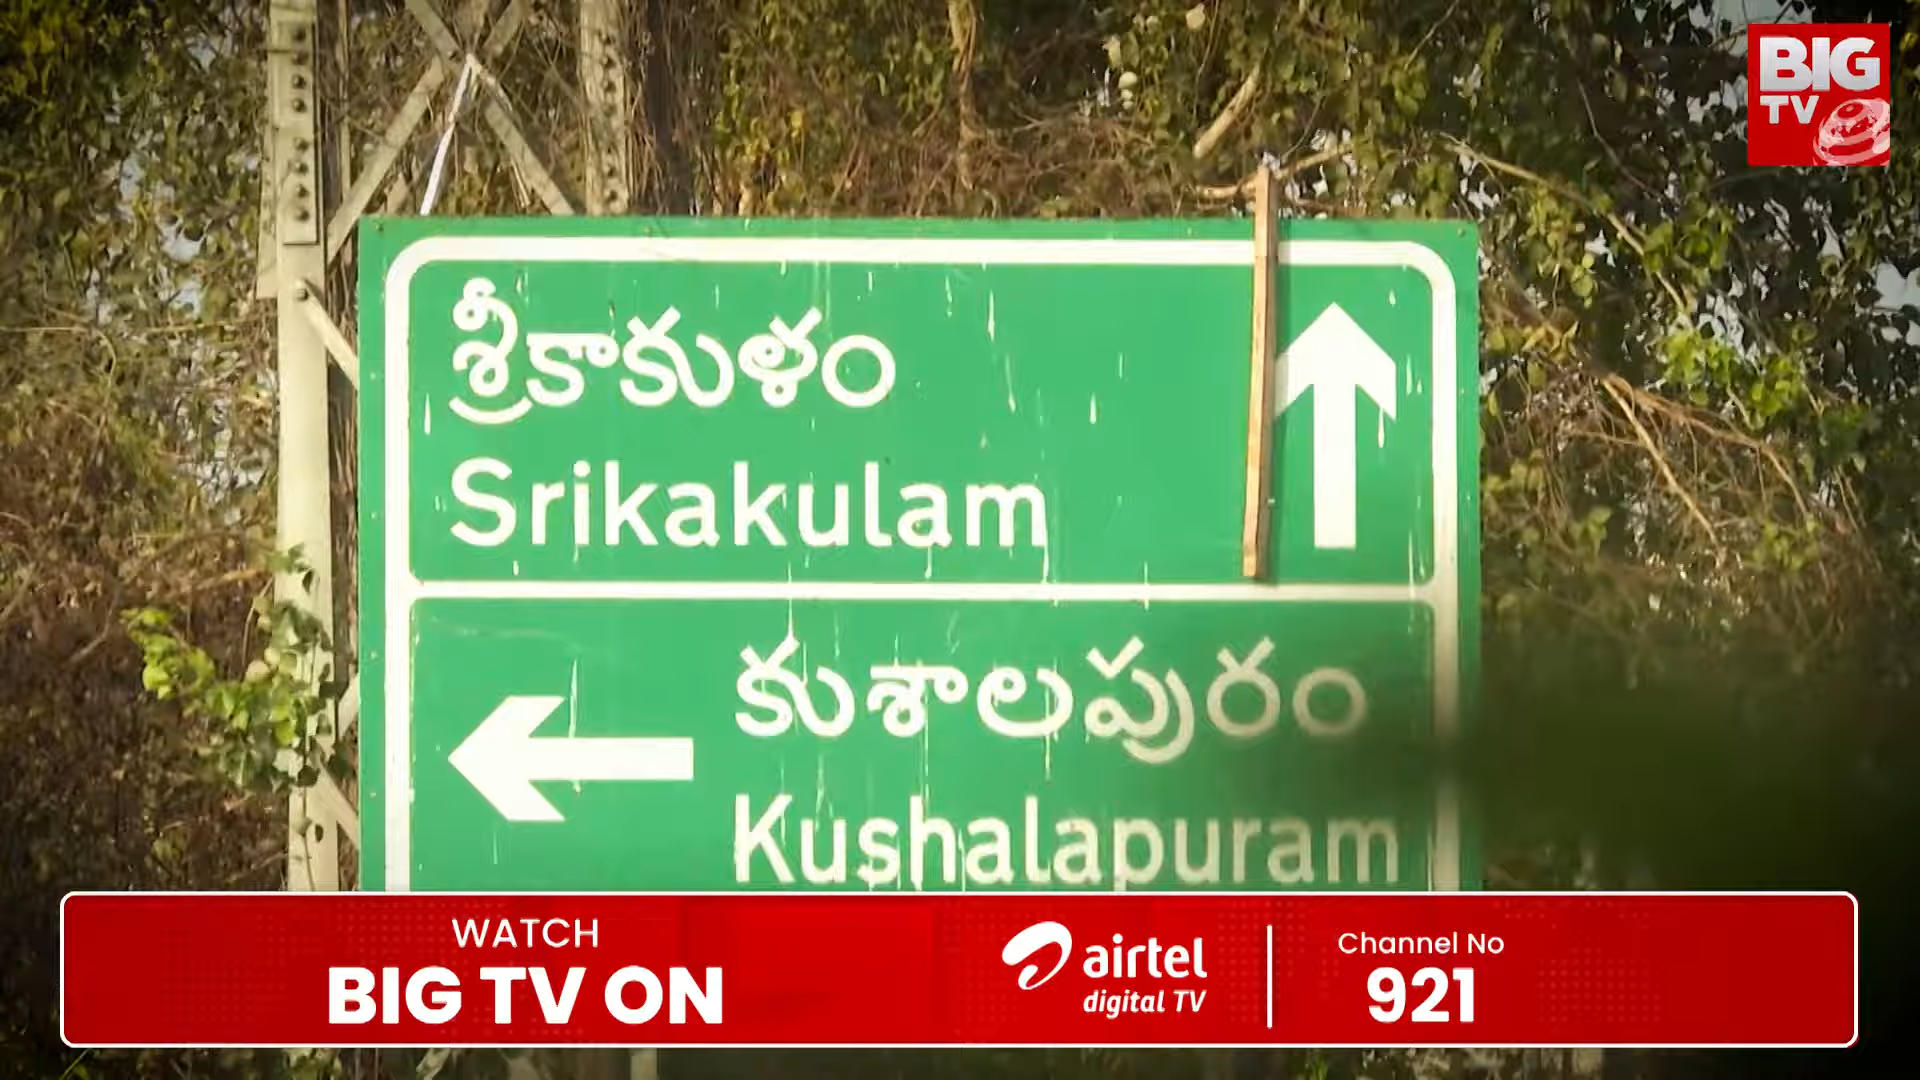 BIG
TV
శ్రీకాకుళం
Srikakulam
కుశాలపురం
Kushalapuram
WATCH
BIG TV ON
airtel
digital TV
Channel No
921